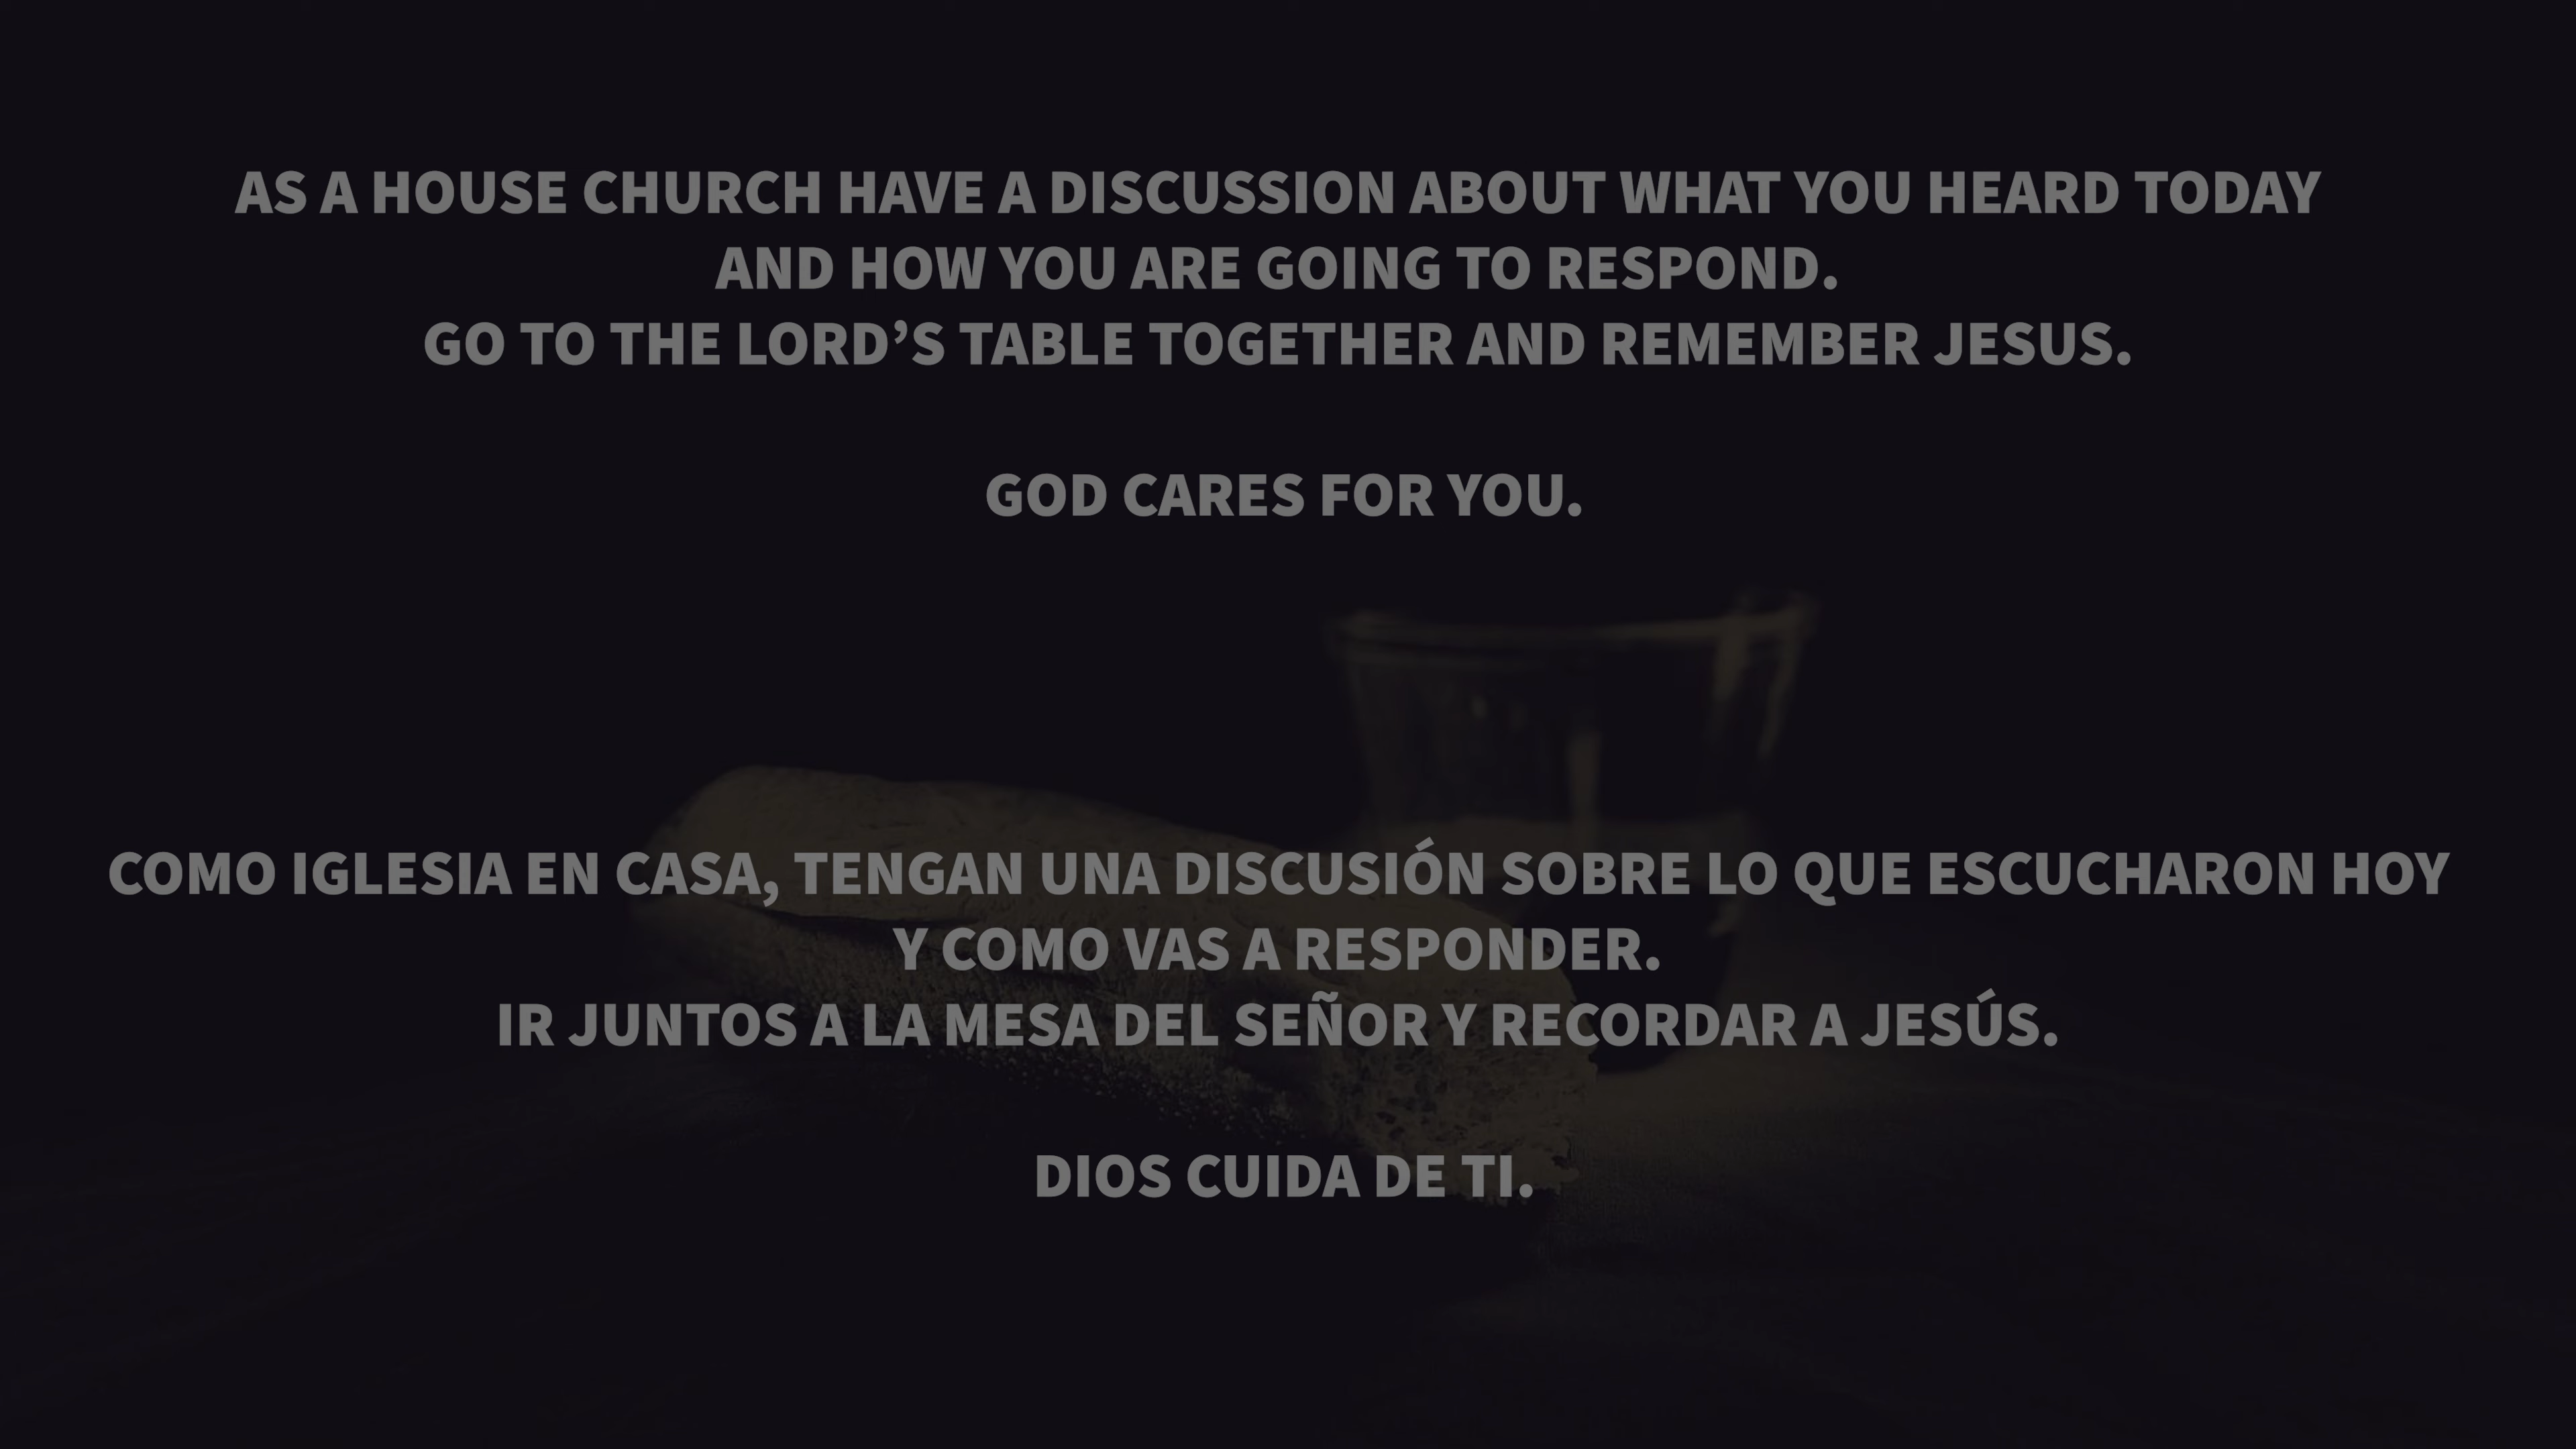 AS A HOUSE CHURCH HAVE A DISCUSSION ABOUT WHAT YOU HEARD TODAY
AND HOW YOU ARE GOING TO RESPOND.
GO TO THE LORD’S TABLE TOGETHER AND REMEMBER JESUS.
GOD CARES FOR YOU.
COMO IGLESIA EN CASA, TENGAN UNA DISCUSIÓN SOBRE LO QUE ESCUCHARON HOY
Y COMO VAS A RESPONDER.
IR JUNTOS A LA MESA DEL SEÑOR Y RECORDAR A JESÚS.
DIOS CUIDA DE TI.